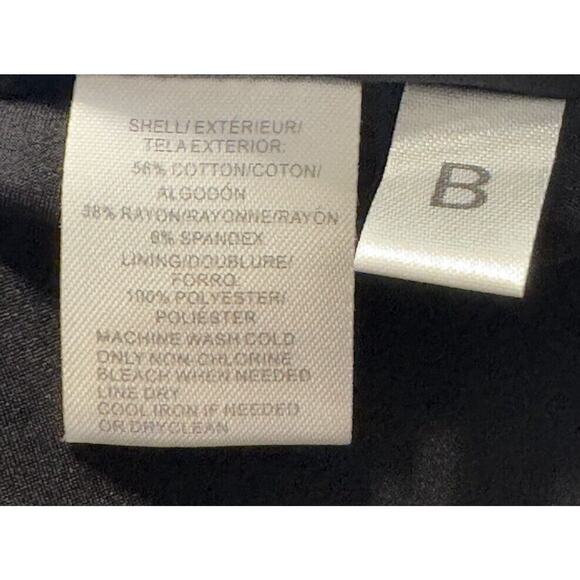 SHELL/EXTÉRIEUR/
TELA EXTERIOR:
56% COTTON/COTON/
ALGODÓN
38% RAYON/RAYONNE/RAYÓN
6% SPANDEX
LINING/DOUBLURE/
FORRO:
100% POLYESTER/
POLIÉSTER
MACHINE WASH COLD
ONLY NON-CHLORINE
BLEACH WHEN NEEDED
LINE DRY
COOL IRON IF NEEDED
OR DRYCLEAN
B